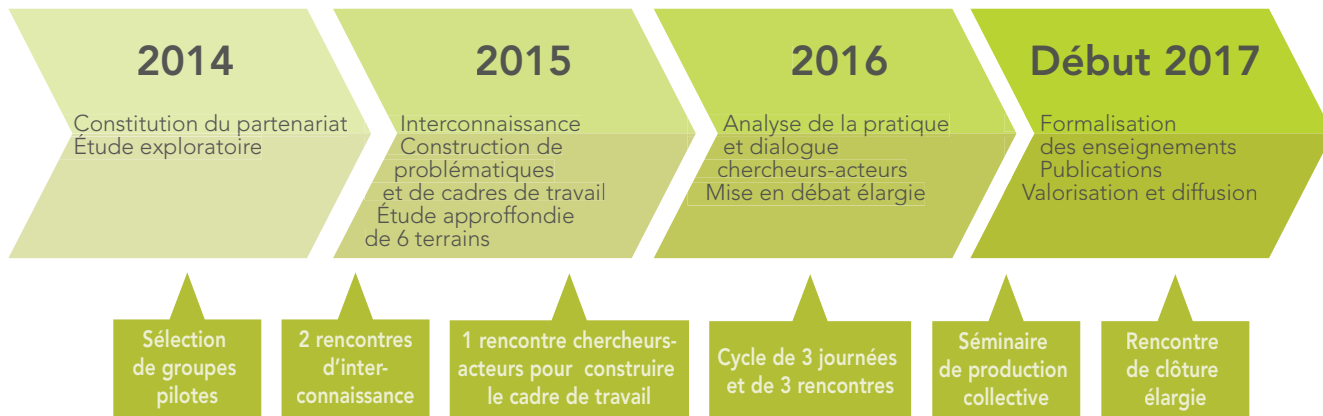 2014
Constitution du partenariat
Étude exploratoire
2015
Interconnaissance
Construction de
problématiques
et de cadres de travail
Étude approffondie
de 6 terrains
2016
Analyse de la pratique
et dialogue
chercheurs-acteurs
Mise en débat élargie
Début 2017
Formalisation
des enseignements
Publications
Valorisation et diffusion
Sélection
de groupes
pilotes
2 rencontres
d’inter-
connaissance
1 rencontre chercheurs-
acteurs pour construire
le cadre de travail
Cycle de 3 journées
et de 3 rencontres
Séminaire
de production
collective
Rencontre
de clôture
élargie